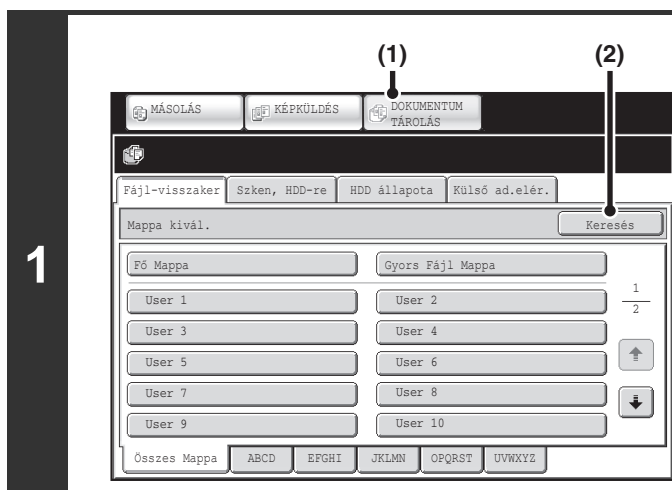 (1) (2)
MÁSOLÁS KÉPKÜLDÉS DOKUMENTUM
TÁROLÁS
Fájl-visszaker Szken, HDD-re HDD állapota Külső ad.elér.
Mappa kivál. Keresés
1
Fő Mappa Gyors Fájl Mappa
User 1 User 2
1
2
User 3 User 4
User 5 User 6
User 7 User 8
User 9 User 10
Összes Mappa ABCD EFGHI JKLMN OPQRST UVWXYZ